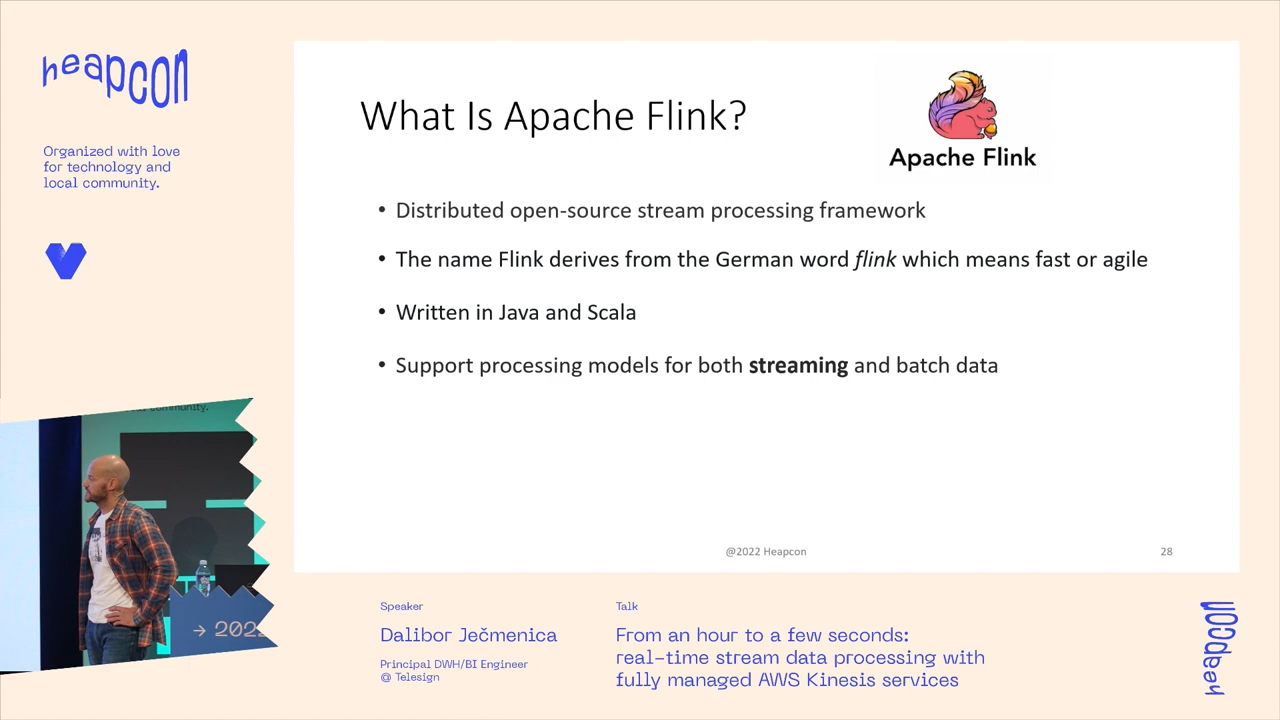 heapcon
Organized with love
for technology and
local community.
What Is Apache Flink?
Apache Flink
• Distributed open-source stream processing framework
• The name Flink derives from the German word flink which means fast or agile
• Written in Java and Scala
• Support processing models for both streaming and batch data
@2022 Heapcon
28
community.
→ 202
Speaker
Dalibor Ječmenica
Principal DWH/BI Engineer
@ Telesign
Talk
From an hour to a few seconds:
real-time stream data processing with
fully managed AWS Kinesis services
heapcon